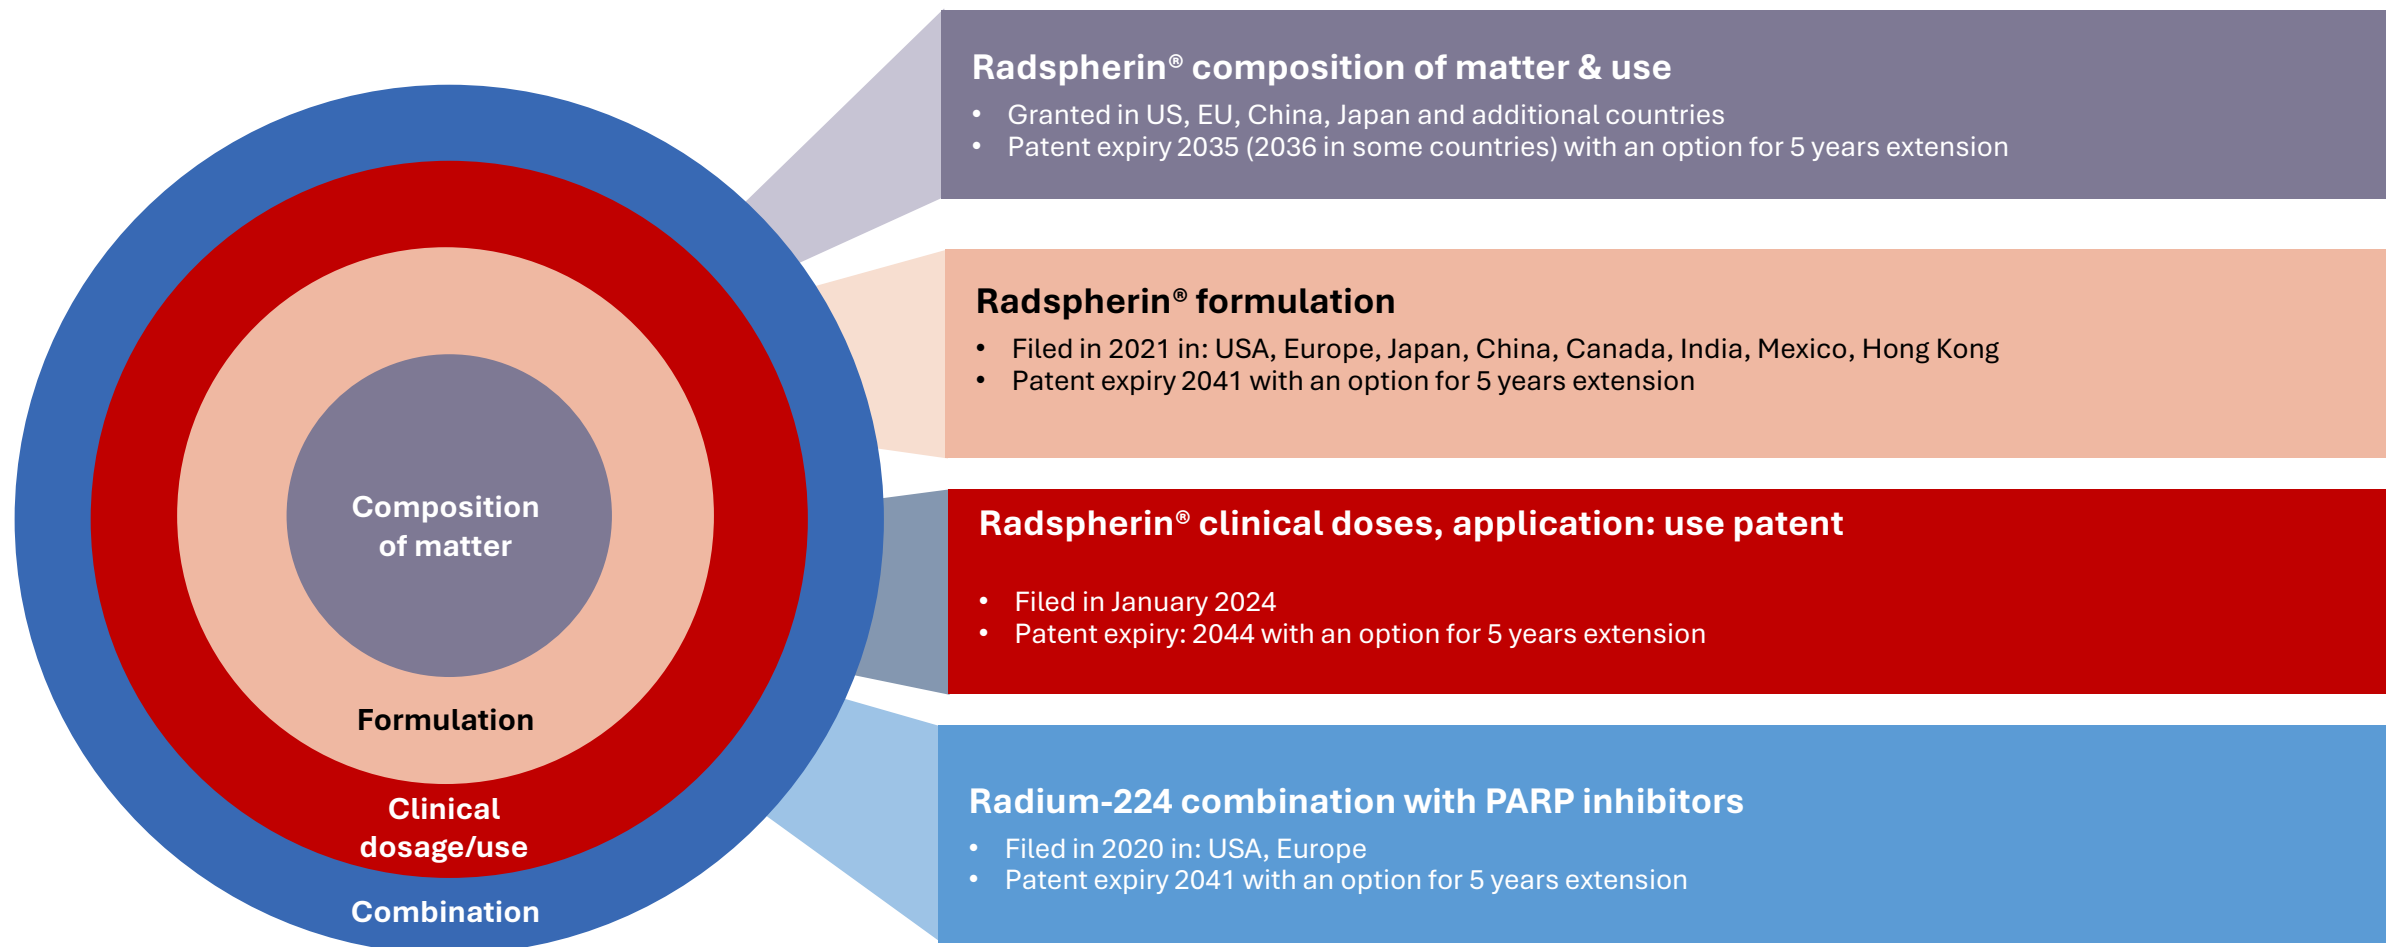 Radspherin® composition of matter & use
• Granted in US, EU, China, Japan and additional countries
• Patent expiry 2035 (2036 in some countries) with an option for 5 years extension
Radspherin® formulation
• Filed in 2021 in: USA, Europe, Japan, China, Canada, India, Mexico, Hong Kong
• Patent expiry 2041 with an option for 5 years extension
Radspherin® clinical doses, application: use patent
• Filed in January 2024
• Patent expiry: 2044 with an option for 5 years extension
Radium-224 combination with PARP inhibitors
• Filed in 2020 in: USA, Europe
• Patent expiry 2041 with an option for 5 years extension
Composition
of matter
Formulation
Clinical
dosage/use
Combination